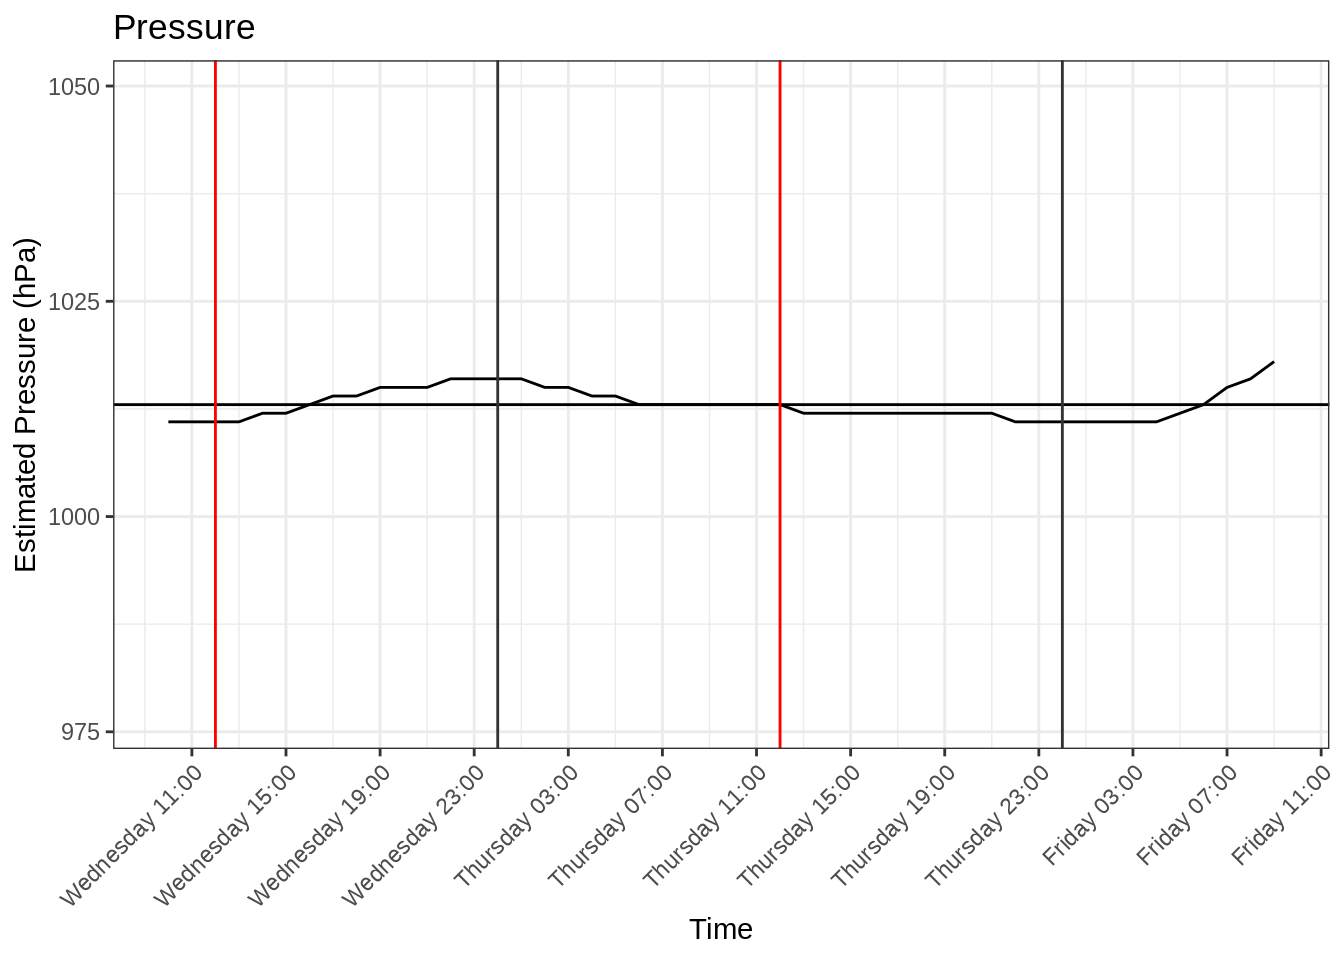 Pressure
Estimated Pressure (hPa)
1050
1025
1000
975
Wednesday 11:00
Wednesday 15:00
Wednesday 19:00
Wednesday 23:00
Thursday 03:00
Thursday 07:00
Thursday 11:00
Thursday 15:00
Thursday 19:00
Thursday 23:00
Friday 03:00
Friday 07:00
Friday 11:00
Time